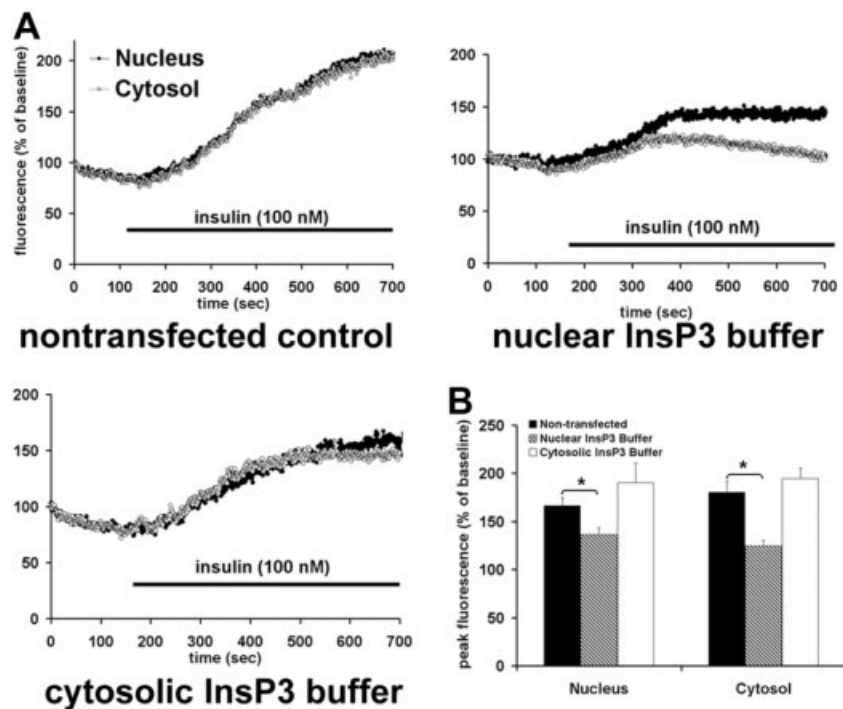 A
fluorescence (% of baseline)
200
150
100
50
0
Nucleus
Cytosol
insulin (100 nM)
0 100 200 300 400 500 600 700
time (sec)
nontransfected control
200
150
100
50
0
insulin (100 nM)
0 100 200 300 400 500 600 700
time (sec)
nuclear InsP3 buffer
200
150
100
50
0
insulin (100 nM)
0 100 200 300 400 500 600 700
time (sec)
cytosolic InsP3 buffer
B
peak fluorescence (% of baseline)
250
200
150
100
50
0
Non-transfected
Nuclear InsP3 Buffer
Cytosolic InsP3 Buffer
* *
Nucleus Cytosol